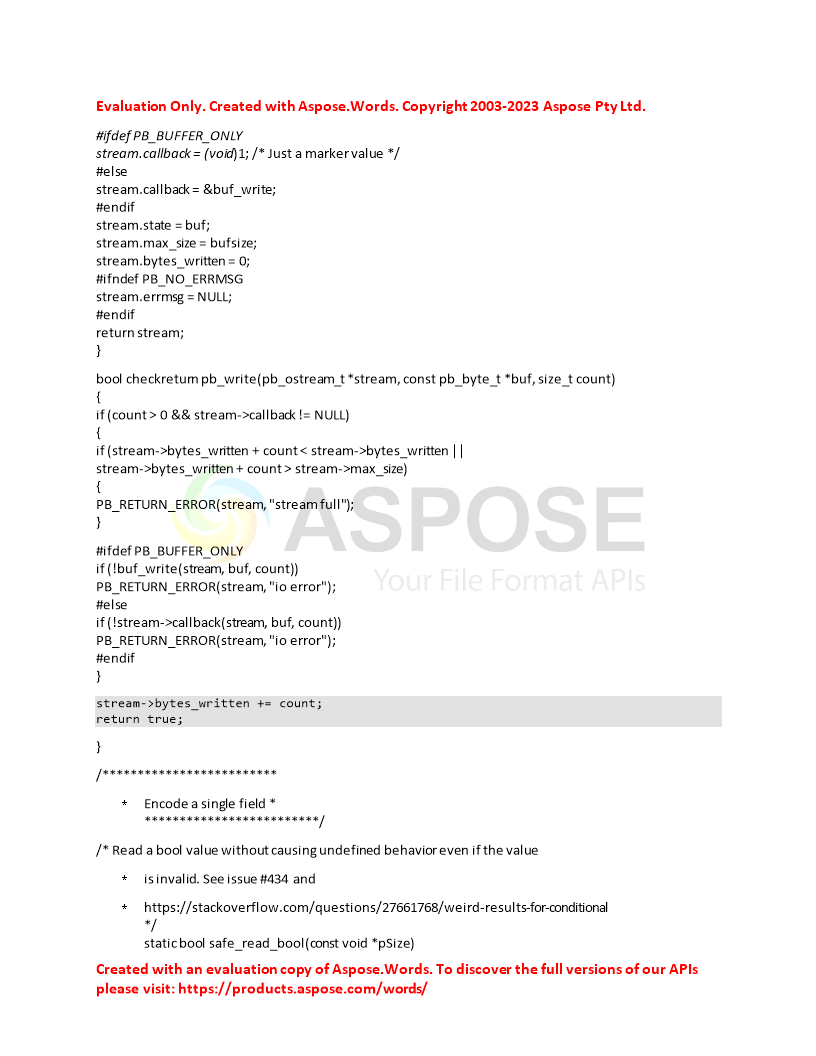 Evaluation Only. Created with Aspose.Words. Copyright 2003-2023 Aspose Pty Ltd.
#ifdef PB_BUFFER_ONLY
stream.callback = (void)1; /* Just a marker value */
#else
stream.callback = &buf_write;
#endif
stream.state = buf;
stream.max_size = bufsize;
stream.bytes_written = 0;
#ifndef PB_NO_ERRMSG
stream.errmsg = NULL;
#endif
return stream;
}
bool checkreturn pb_write(pb_ostream_t *stream, const pb_byte_t *buf, size_t count)
{
if (count > 0 && stream->callback != NULL)
{
if (stream->bytes_written + count < stream->bytes_written ||
stream->bytes_written + count > stream->max_size)
{
PB_RETURN_ERROR(stream, "stream full");
}
ASPOSE
Your File Format APIs
#ifdef PB_BUFFER_ONLY
if (!buf_write(stream, buf, count))
PB_RETURN_ERROR(stream, "io error");
#else
if (!stream->callback(stream, buf, count))
PB_RETURN_ERROR(stream, "io error");
#endif
}
stream->bytes_written += count;
return true;
}
/*************************
* Encode a single field *
*************************/
/* Read a bool value without causing undefined behavior even if the value
* is invalid. See issue #434 and
* https://stackoverflow.com/questions/27661768/weird-results-for-conditional
*/
static bool safe_read_bool(const void *pSize)
Created with an evaluation copy of Aspose.Words. To discover the full versions of our APIs
please visit: https://products.aspose.com/words/